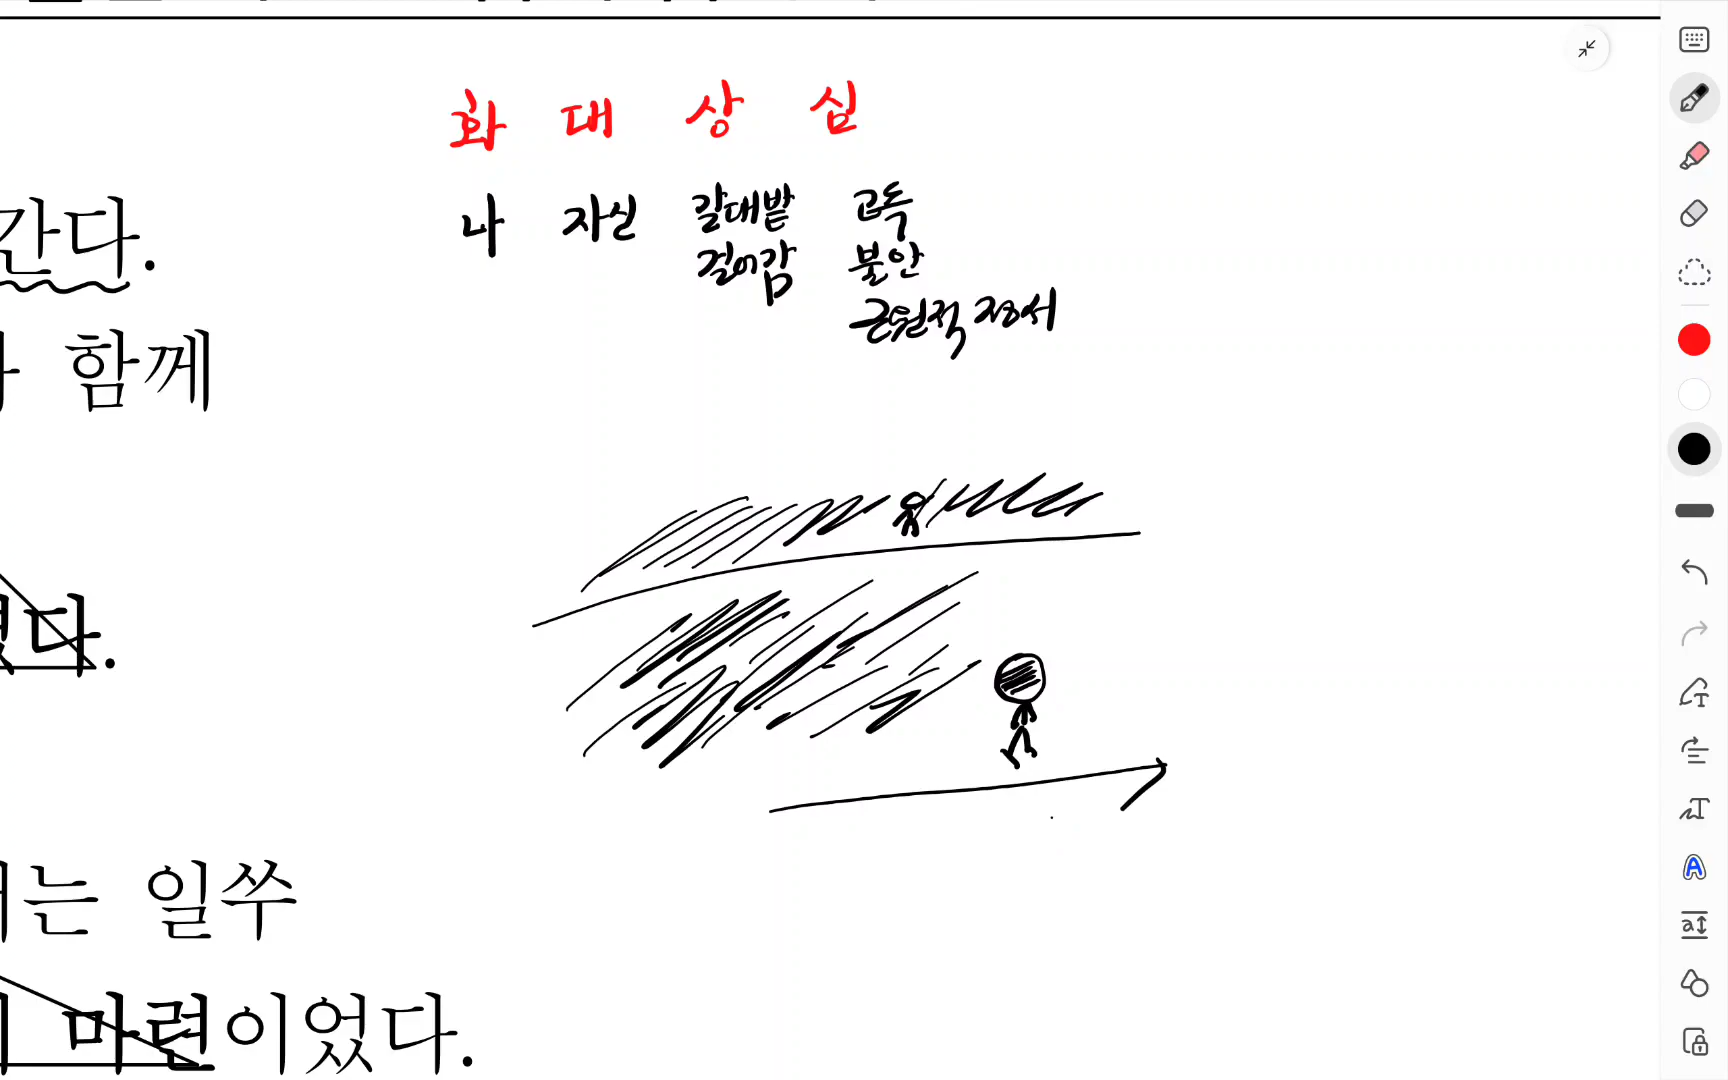 화 대 상 심
나 자신 갈대밭 고독
걸어감 불안
근원적 정서
간다.
함께
다.
는 일쑤
마련이었다.